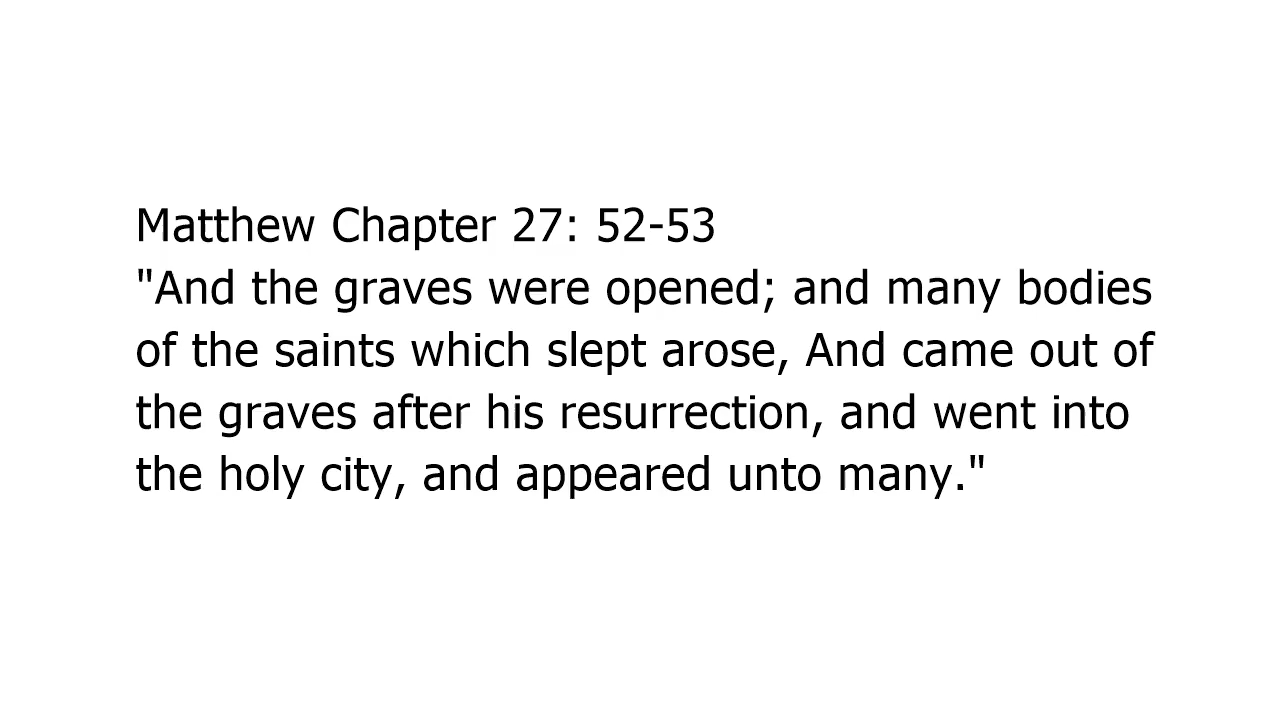 Matthew Chapter 27: 52-53
"And the graves were opened; and many bodies
of the saints which slept arose, And came out of
the graves after his resurrection, and went into
the holy city, and appeared unto many."